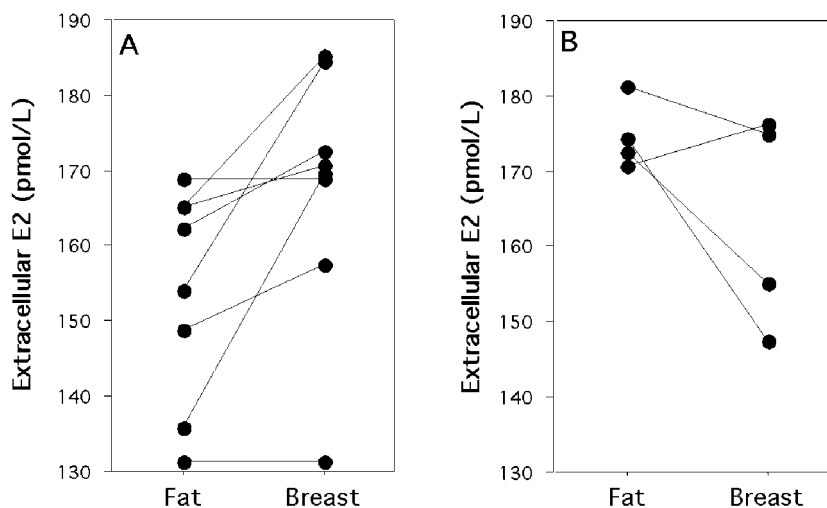 A
Extracellular E2 (pmol/L)
190
180
170
160
150
140
130
Fat Breast
B
Extracellular E2 (pmol/L)
190
180
170
160
150
140
130
Fat Breast